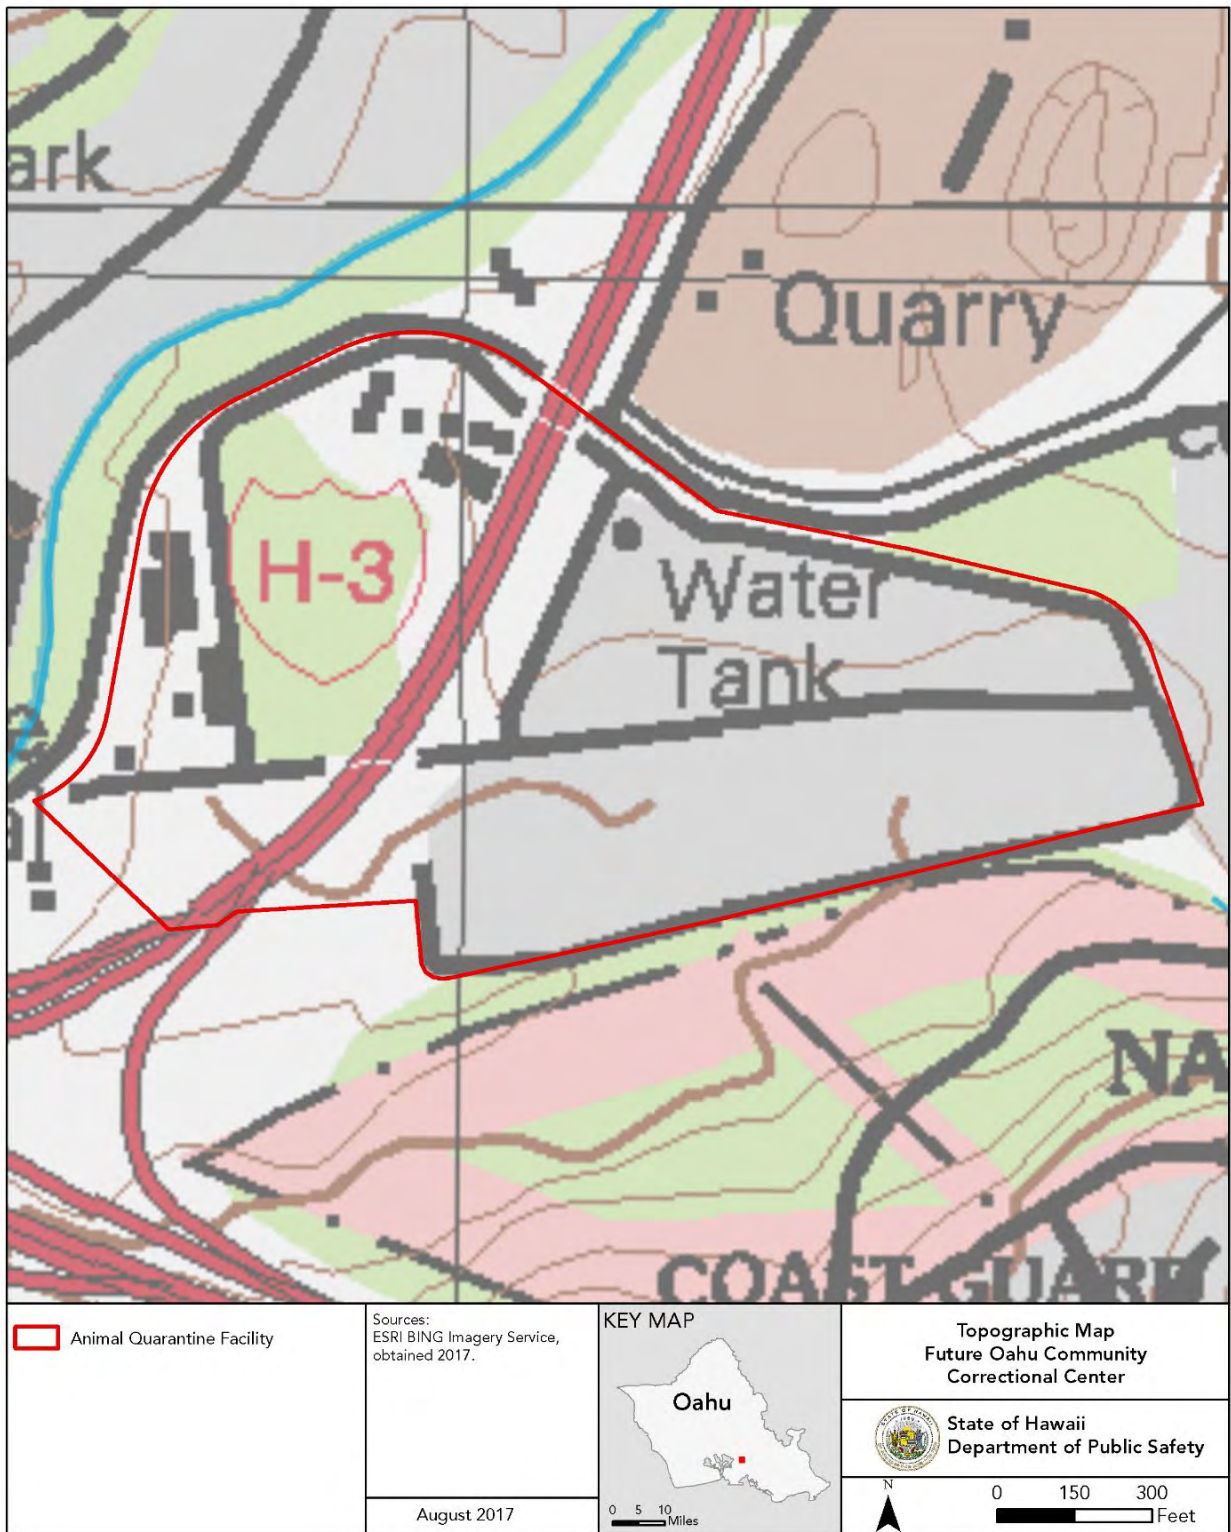 ark
Quarry
H-3
Water
Tank
NA
COAST GUARD
Animal Quarantine Facility
Sources:
ESRI BING Imagery Service,
obtained 2017.
August 2017
KEY MAP
Oahu
0 5 10
Miles
Topographic Map
Future Oahu Community
Correctional Center
State of Hawaii
Department of Public Safety
N
0 150 300
Feet